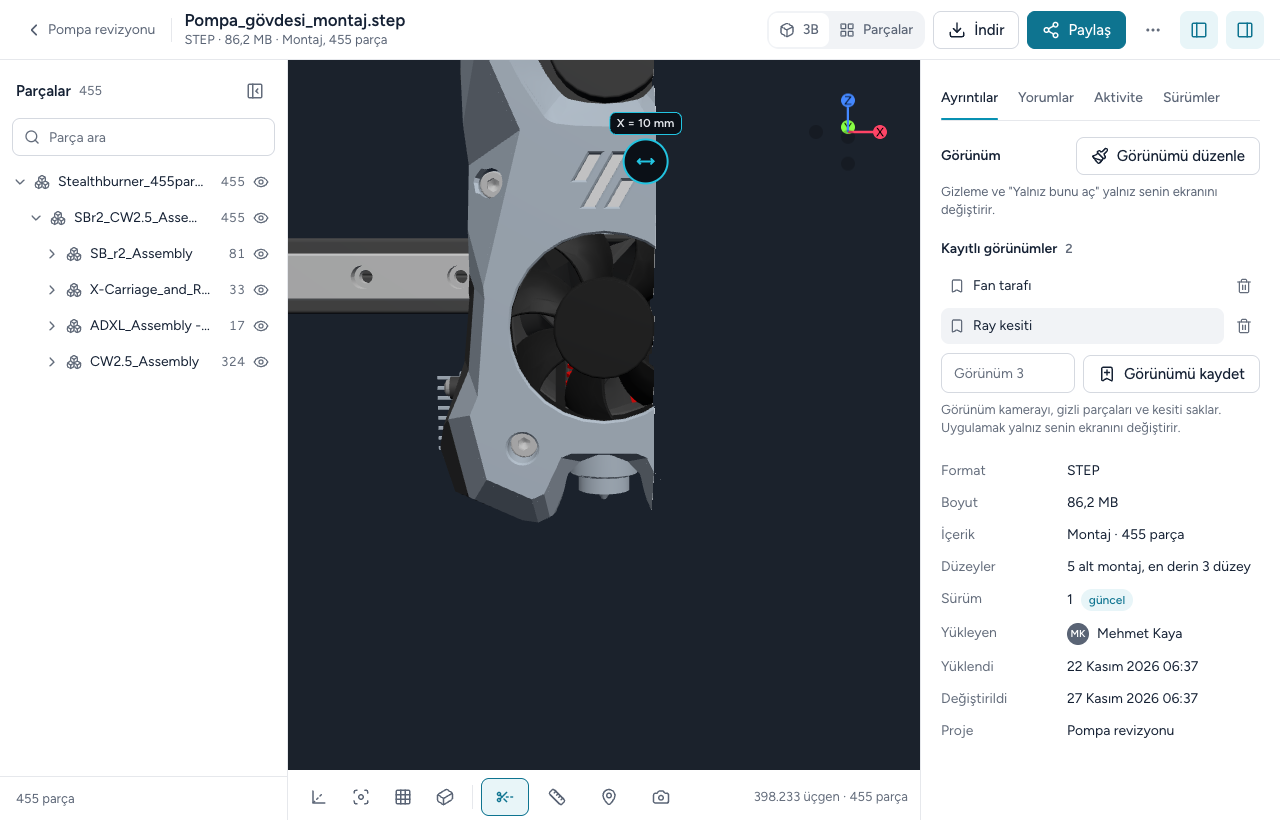 Pompa revizyonu
Pompa_gövdesi_montaj.step
STEP · 86,2 MB · Montaj, 455 parça
3B
Parçalar
İndir
Paylaş
Parçalar 455
Parça ara
Stealthburner_455par... 455
SBr2_CW2.5_Asse... 455
SB_r2_Assembly 81
X-Carriage_and_R... 33
ADXL_Assembly -... 17
CW2.5_Assembly 324
455 parça
X = 10 mm
Z
Y
X
398.233 üçgen · 455 parça
Ayrıntılar
Yorumlar
Aktivite
Sürümler
Görünüm
Görünümü düzenle
Gizleme ve "Yalnız bunu aç" yalnız senin ekranını
değiştirir.
Kayıtlı görünümler 2
Fan tarafı
Ray kesiti
Görünüm 3
Görünümü kaydet
Görünüm kamerayı, gizli parçaları ve kesiti saklar.
Uygulamak yalnız senin ekranını değiştirir.
Format STEP
Boyut 86,2 MB
İçerik Montaj · 455 parça
Düzeyler 5 alt montaj, en derin 3 düzey
Sürüm 1 güncel
Yükleyen MK Mehmet Kaya
Yüklendi 22 Kasım 2026 06:37
Değiştirildi 27 Kasım 2026 06:37
Proje Pompa revizyonu